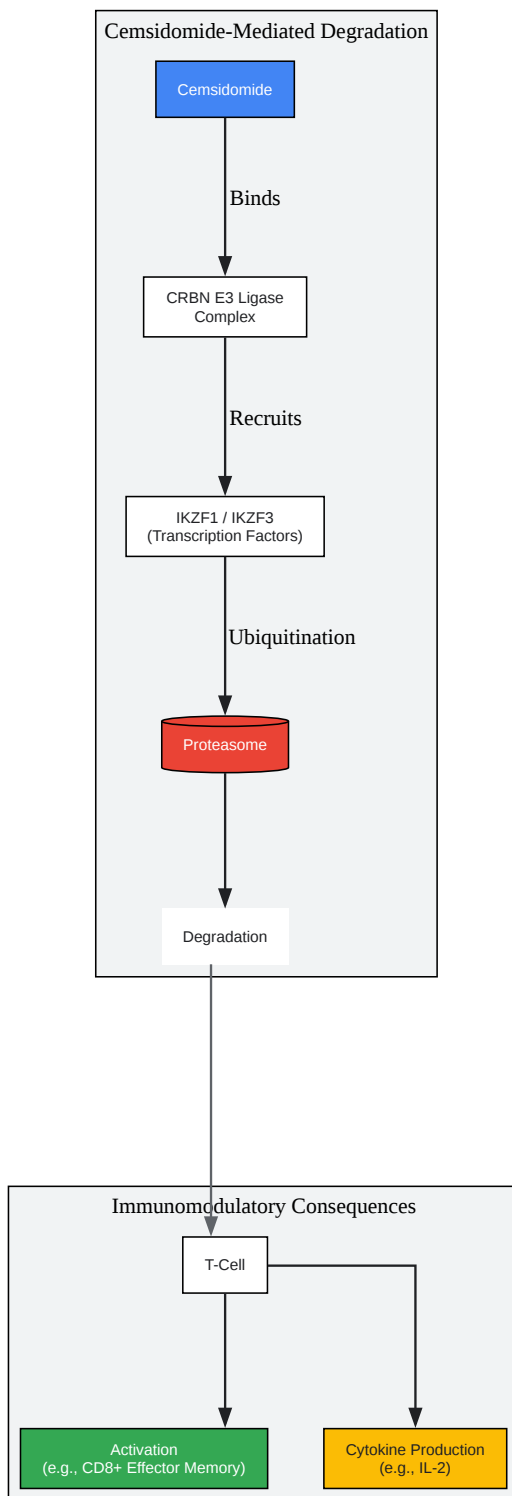 Cemsidomide-Mediated Degradation
Cemsidomide
Binds
CRBN E3 Ligase
Complex
Recruits
IKZF1 / IKZF3
(Transcription Factors)
Ubiquitination
Proteasome
Degradation
Immunomodulatory Consequences
T-Cell
Activation
(e.g., CD8+ Effector Memory)
Cytokine Production
(e.g., IL-2)